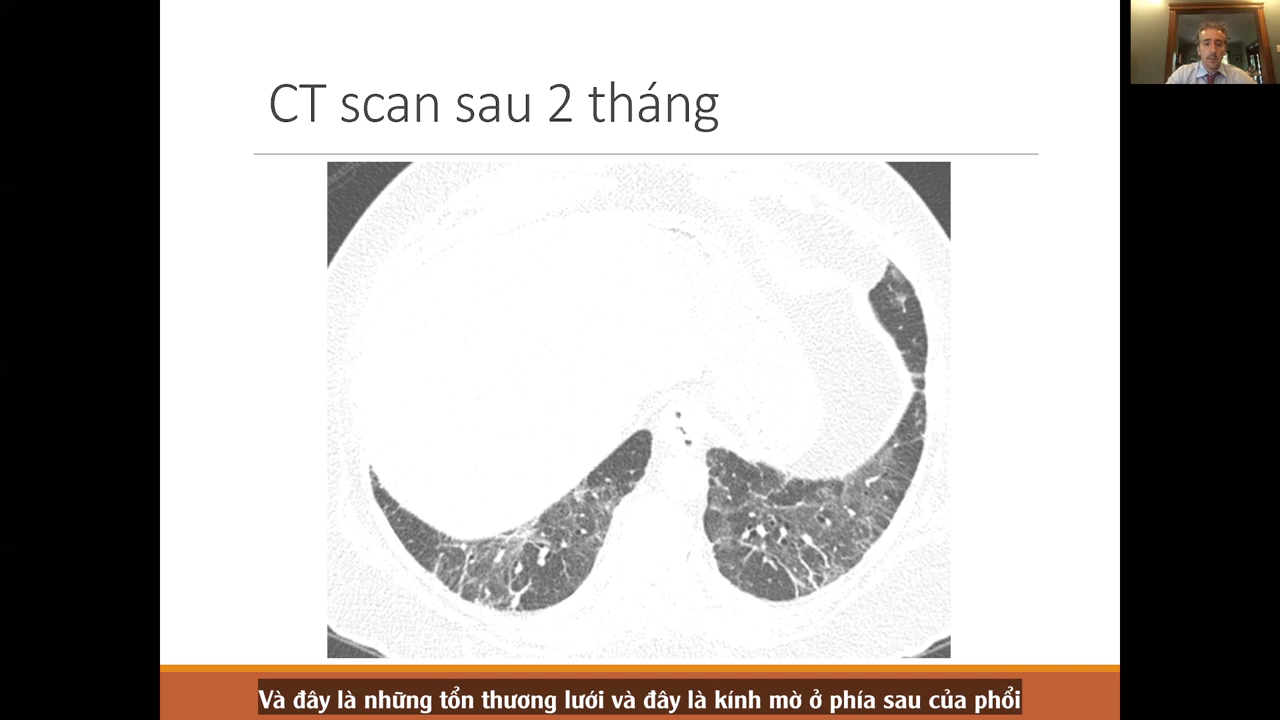 CT scan sau 2 tháng
Và đây là những tổn thương lưới và đây là kính mờ ở phía sau của phổi